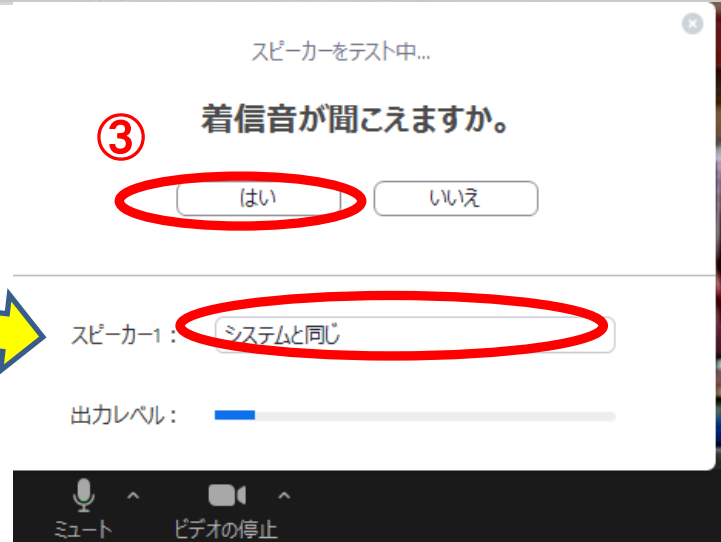 スピーカーをテスト中...
着信音が聞こえますか。
③
はい
いいえ
スピーカー1：
システムと同じ
出力レベル：
ミュート
ビデオの停止